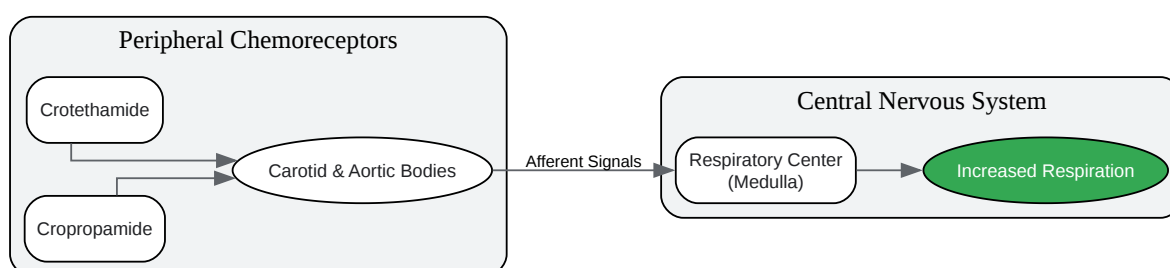 Peripheral Chemoreceptors
Crotethamide
Cropropamide
Carotid & Aortic Bodies
Afferent Signals
Central Nervous System
Respiratory Center
(Medulla)
Increased Respiration